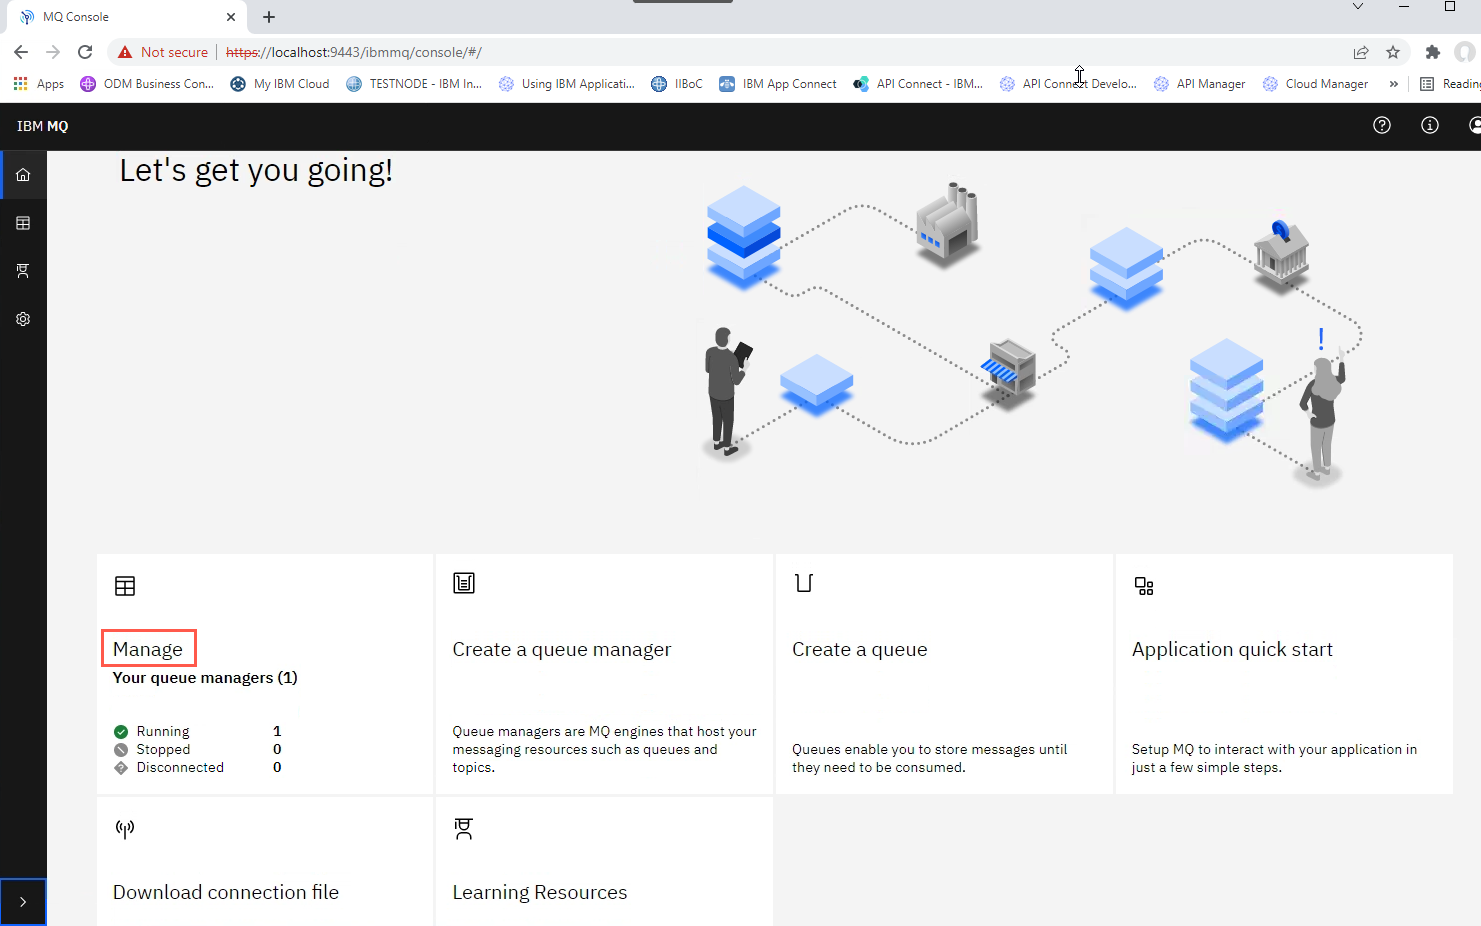 MQ Console
Not secure
https://localhost:9443/ibmmq/console/#/
Apps
ODM Business Con...
My IBM Cloud
TESTNODE - IBM In...
Using IBM Applicati...
IIBoC
IBM App Connect
API Connect - IBM...
API Connect Develo...
API Manager
Cloud Manager
»
Reading
IBM MQ
Let's get you going!
!
Manage
Your queue managers (1)
Running 1
Stopped 0
Disconnected 0
Create a queue manager
Queue managers are MQ engines that host your
messaging resources such as queues and
topics.
Create a queue
Queues enable you to store messages until
they need to be consumed.
Application quick start
Setup MQ to interact with your application in
just a few simple steps.
Download connection file
Learning Resources